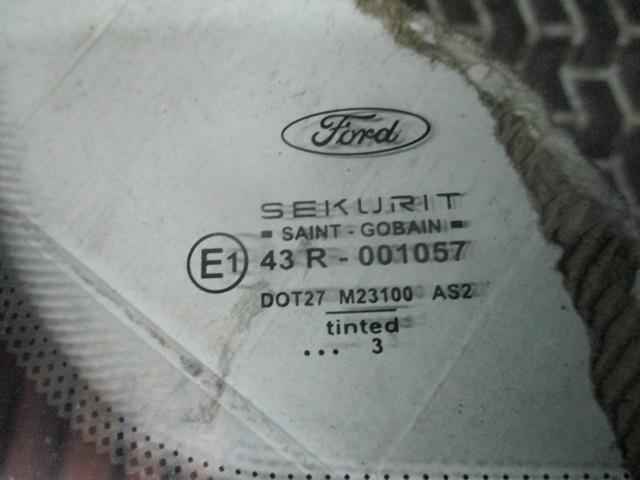 Ford
SEKURIT
SAINT - GOBAIN
E1 43 R - 001057
DOT27 M23100 AS2
tinted
... 3